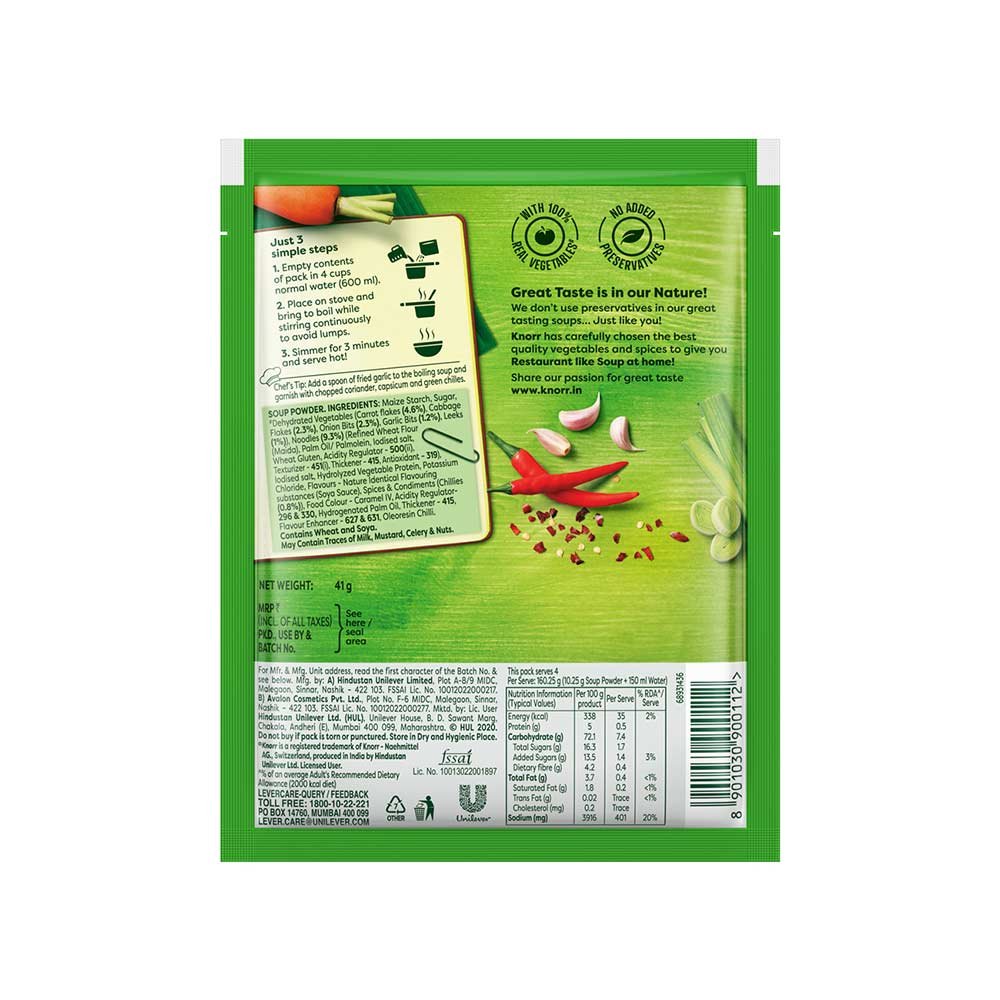 WITH 100%
REAL VEGETABLES*
NO ADDED
PRESERVATIVES
Just 3
simple steps
1. Empty contents
of pack in 4 cups
normal water (600 ml).
2. Place on stove and
bring to boil while
stirring continuously
to avoid lumps.
3. Simmer for 3 minutes
and serve hot!
Chef's Tip: Add a spoon of fried garlic to the boiling soup and
garnish with chopped coriander, capsicum and green chilles.
SOUP POWDER. INGREDIENTS: Maize Starch, Sugar,
*Dehydrated Vegetables (Carrot flakes (4.6%), Cabbage
Flakes (2.3%), Onion Bits (2.3%), Garlic Bits (1.2%), Leeks
(1%)), Noodles (9.3%) (Refined Wheat Flour
(Maida), Palm Oil/ Palmolein, Iodised salt,
Wheat Gluten, Acidity Regulator - 500(ii),
Texturizer - 451(i), Thickener - 415, Antioxidant - 319),
Iodised salt, Hydrolyzed Vegetable Protein, Potassium
Chloride, Flavours - Nature Identical Flavouring
substances (Soya Sauce), Spices & Condiments (Chillies
(0.8%)), Food Colour - Caramel IV, Acidity Regulator-
296 & 330, Hydrogenated Palm Oil, Thickener - 415,
Flavour Enhancer - 627 & 631, Oleoresin Chilli.
Contains Wheat and Soya.
May Contain Traces of Milk, Mustard, Celery & Nuts.
Great Taste is in our Nature!
We don't use preservatives in our great
tasting soups... Just like you!
Knorr has carefully chosen the best
quality vegetables and spices to give you
Restaurant like Soup at home!
Share our passion for great taste
www.knorr.in
NET WEIGHT: 41 g
MRP ₹
(INCL. OF ALL TAXES)
PKD., USE BY &
BATCH No.
See
here /
seal
area
For Mfr. & Mfg. Unit address, read the first character of the Batch No. &
see below. Mfg. by: A) Hindustan Unilever Limited, Plot A-8/9 MIDC,
Malegaon, Sinnar, Nashik - 422 103. FSSAI Lic. No. 10012022000217.
B) Avalon Cosmetics Pvt. Ltd., Plot No. F-6 MIDC, Malegaon, Sinnar,
Nashik - 422 103. FSSAI Lic. No. 10012022000277. Mktd. by: Lic. User
Hindustan Unilever Ltd. (HUL), Unilever House, B. D. Sawant Marg,
Chakala, Andheri (E), Mumbai 400 099, Maharashtra. © HUL 2020.
Do not buy if pack is torn or punctured. Store in Dry and Hygienic Place.
®Knorr is a registered trademark of Knorr - Naehrmittel
AG., Switzerland, produced in India by Hindustan
Unilever Ltd. Licensed User.
^% of an average Adult's Recommended Dietary
Allowance (2000 kcal diet)
LEVERCARE-QUERY / FEEDBACK
TOLL FREE: 1800-10-22-221
PO BOX 14760, MUMBAI 400 099
LEVER.CARE@UNILEVER.COM
fssai
Lic. No. 10013022001897
7
OTHER
Unilever
This pack serves 4
Per Serve: 160.25 g (10.25 g Soup Powder + 150 ml Water)
Nutrition Information (Typical Values) Per 100 g product Per Serve % RDA^/ Serve
Energy (kcal) 338 35 2%
Protein (g) 5 0.5
Carbohydrate (g) 72.1 7.4
Total Sugars (g) 16.3 1.7
Added Sugars (g) 13.5 1.4 3%
Dietary fibre (g) 4.2 0.4
Total Fat (g) 3.7 0.4 <1%
Saturated Fat (g) 1.8 0.2 <1%
Trans Fat (g) 0.02 Trace <1%
Cholesterol (mg) 0.2 Trace
Sodium (mg) 3916 401 20%
68931436
8 901030 900112 >